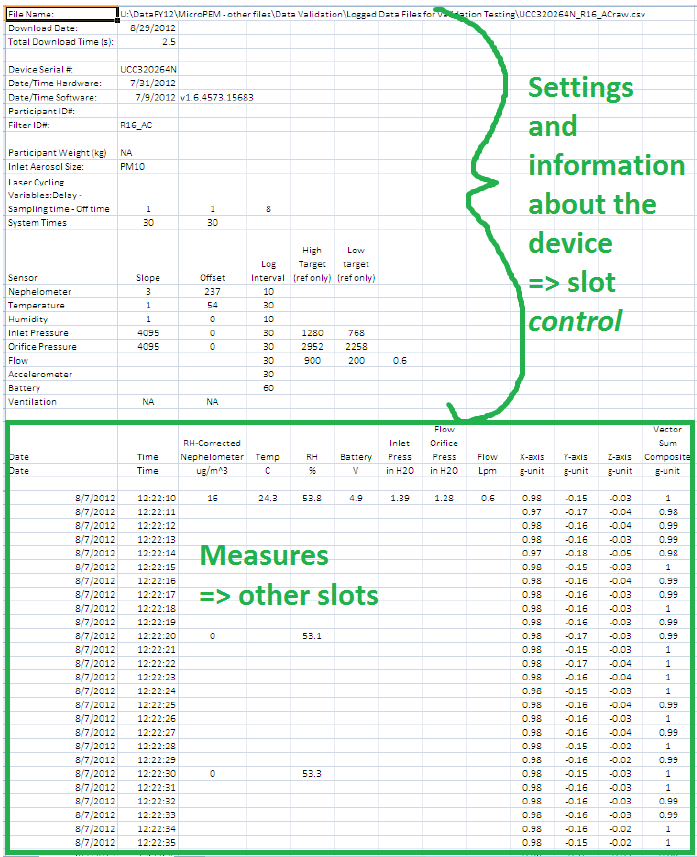 File Name: U:\DataFY12\MicroPEM - other files\Data Validation\Logged Data Files for Validation Testing\UCC320264N_R16_ACraw.csv
Download Date: 8/29/2012
Total Download Time (s): 2.5
Device Serial #: UCC320264N
Date/Time Hardware: 7/31/2012
Date/Time Software: 7/9/2012 v1.6.4573.15683
Participant ID#:
Filter ID#: R16_AC
Participant Weight (kg) NA
Inlet Aerosol Size: PM10
Laser Cycling
Variables:Delay -
Sampling time - Off time 1 1 8
System Times 30 30
Settings
and
information
about the
device
=> slot
control
High Low
Log Target target
Sensor Slope Offset Interval (ref only) (ref only)
Nephelometer 3 237 10
Temperature 1 54 30
Humidity 1 0 10
Inlet Pressure 4095 0 30 1280 768
Orifice Pressure 4095 0 30 2952 2258
Flow 30 900 200 0.6
Accelerometer 30
Battery 60
Ventilation NA NA
Flow Vector
RH-Corrected Inlet Orifice Sum
Date Time Nephelometer Temp RH Battery Press Press Flow X-axis Y-axis Z-axis Composite
Date Time ug/m^3 C % V in H2O in H2O Lpm g-unit g-unit g-unit g-unit
8/7/2012 12:22:10 16 24.3 53.8 4.9 1.39 1.28 0.6 0.98 -0.15 -0.03 1
8/7/2012 12:22:11 0.97 -0.17 -0.04 0.98
8/7/2012 12:22:12 0.98 -0.16 -0.04 0.99
8/7/2012 12:22:13 0.98 -0.16 -0.03 0.99
8/7/2012 12:22:14 0.97 -0.18 -0.05 0.98
8/7/2012 12:22:15 0.98 -0.15 -0.03 1
8/7/2012 12:22:16 0.98 -0.16 -0.04 0.99
8/7/2012 12:22:17 0.98 -0.16 -0.03 0.99
8/7/2012 12:22:18 0.98 -0.16 -0.03 1
8/7/2012 12:22:19 0.98 -0.16 -0.03 0.99
Measures
=> other slots
8/7/2012 12:22:20 0 53.1 0.98 -0.17 -0.03 0.99
8/7/2012 12:22:21 0.98 -0.15 -0.03 1
8/7/2012 12:22:22 0.98 -0.17 -0.04 1
8/7/2012 12:22:23 0.98 -0.16 -0.04 1
8/7/2012 12:22:24 0.98 -0.15 -0.03 1
8/7/2012 12:22:25 0.98 -0.16 -0.04 0.99
8/7/2012 12:22:26 0.98 -0.16 -0.03 1
8/7/2012 12:22:27 0.98 -0.16 -0.04 0.99
8/7/2012 12:22:28 0.98 -0.15 -0.02 1
8/7/2012 12:22:29 0.98 -0.16 -0.02 0.99
8/7/2012 12:22:30 0 53.3 0.98 -0.15 -0.03 1
8/7/2012 12:22:31 0.98 -0.16 -0.03 1
8/7/2012 12:22:32 0.98 -0.16 -0.03 0.99
8/7/2012 12:22:33 0.98 -0.16 -0.03 0.99
8/7/2012 12:22:34 0.98 -0.16 -0.02 1
8/7/2012 12:22:35 0.98 -0.15 -0.02 1